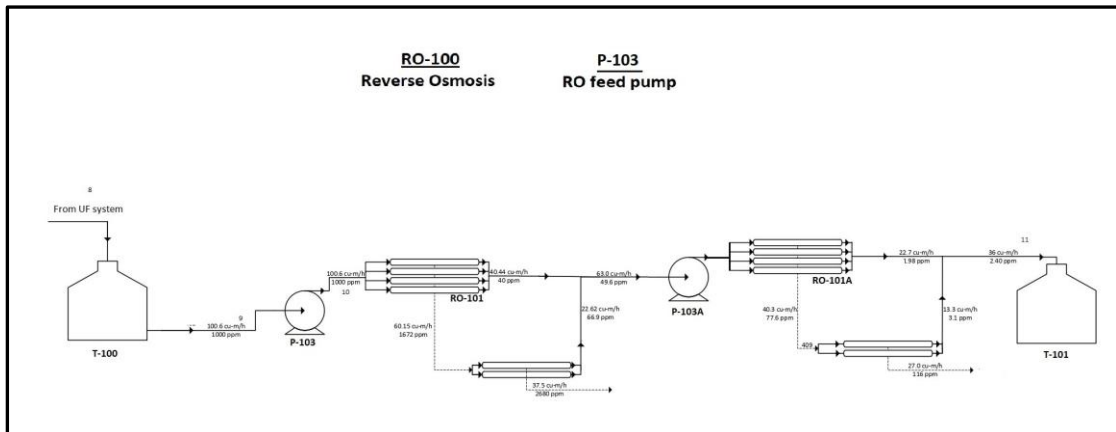 RO-100
Reverse Osmosis
P-103
RO feed pump
8
From UF system
T-100
9
100.6 cu-m/h
1000 ppm
P-103
100.6 cu-m/h
1000 ppm
10
RO-101
40.44 cu-m/h
40 ppm
60.15 cu-m/h
1672 ppm
22.62 cu-m/h
66.9 ppm
37.5 cu-m/h
2680 ppm
63.0 cu-m/h
49.6 ppm
P-103A
RO-101A
22.7 cu-m/h
1.98 ppm
40.3 cu-m/h
77.6 ppm
409
13.3 cu-m/h
3.1 ppm
27.0 cu-m/h
116 ppm
36 cu-m/h
2.40 ppm
11
T-101